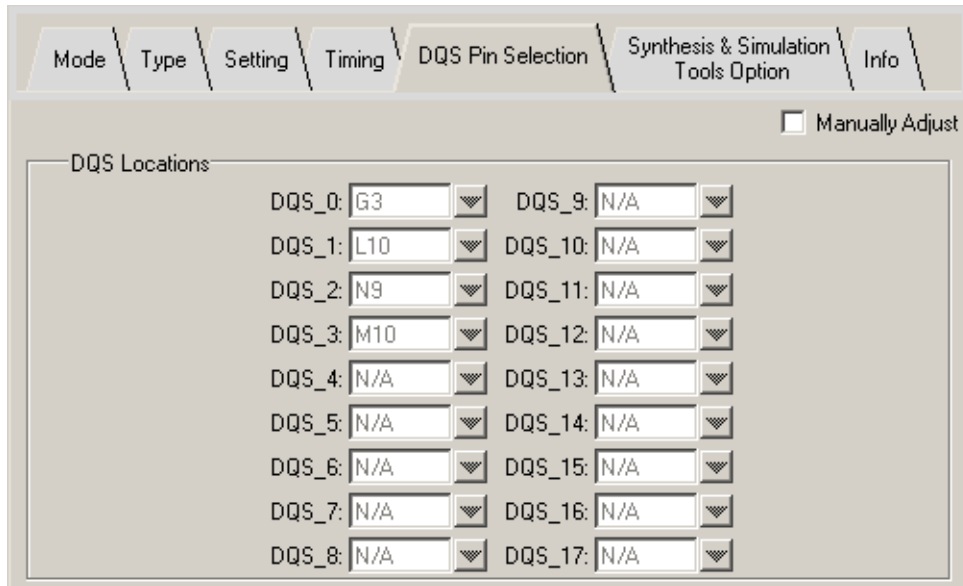 Mode Type Setting Timing DQS Pin Selection Synthesis & Simulation Tools Option Info
Manually Adjust
DQS Locations
DQS_0: G3 DQS_9: N/A
DQS_1: L10 DQS_10: N/A
DQS_2: N9 DQS_11: N/A
DQS_3: M10 DQS_12: N/A
DQS_4: N/A DQS_13: N/A
DQS_5: N/A DQS_14: N/A
DQS_6: N/A DQS_15: N/A
DQS_7: N/A DQS_16: N/A
DQS_8: N/A DQS_17: N/A